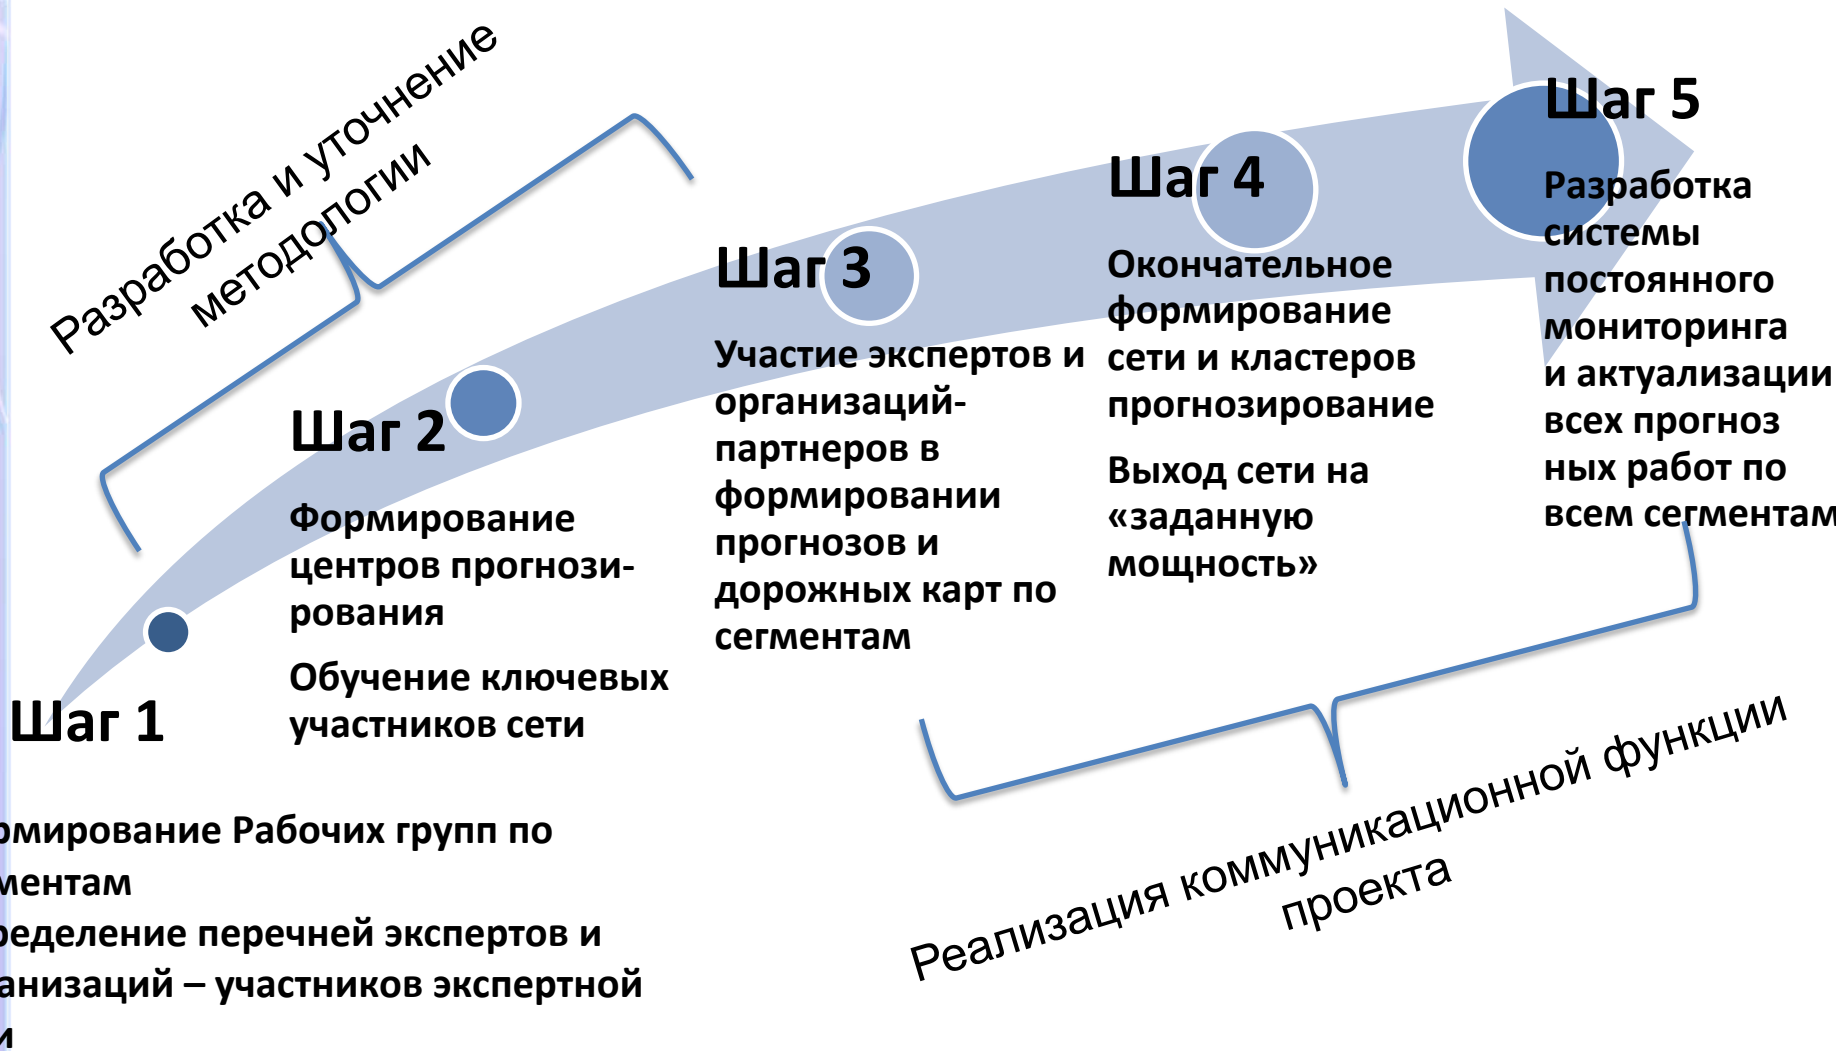 Разработка и уточнение
методологии
Шаг 1
рмирование Рабочих групп по
ментам
ределение перечней экспертов и
анизаций – участников экспертной
и
Шаг 2
Формирование
центров прогнози-
рования
Обучение ключевых
участников сети
Шаг 3
Участие экспертов и
организаций-
партнеров в
формировании
прогнозов и
дорожных карт по
сегментам
Шаг 4
Окончательное
формирование
сети и кластеров
прогнозирование
Выход сети на
«заданную
мощность»
Шаг 5
Разработка
системы
постоянного
мониторинга
и актуализации
всех прогноз
ных работ по
всем сегментам
Реализация коммуникационной функции
проекта